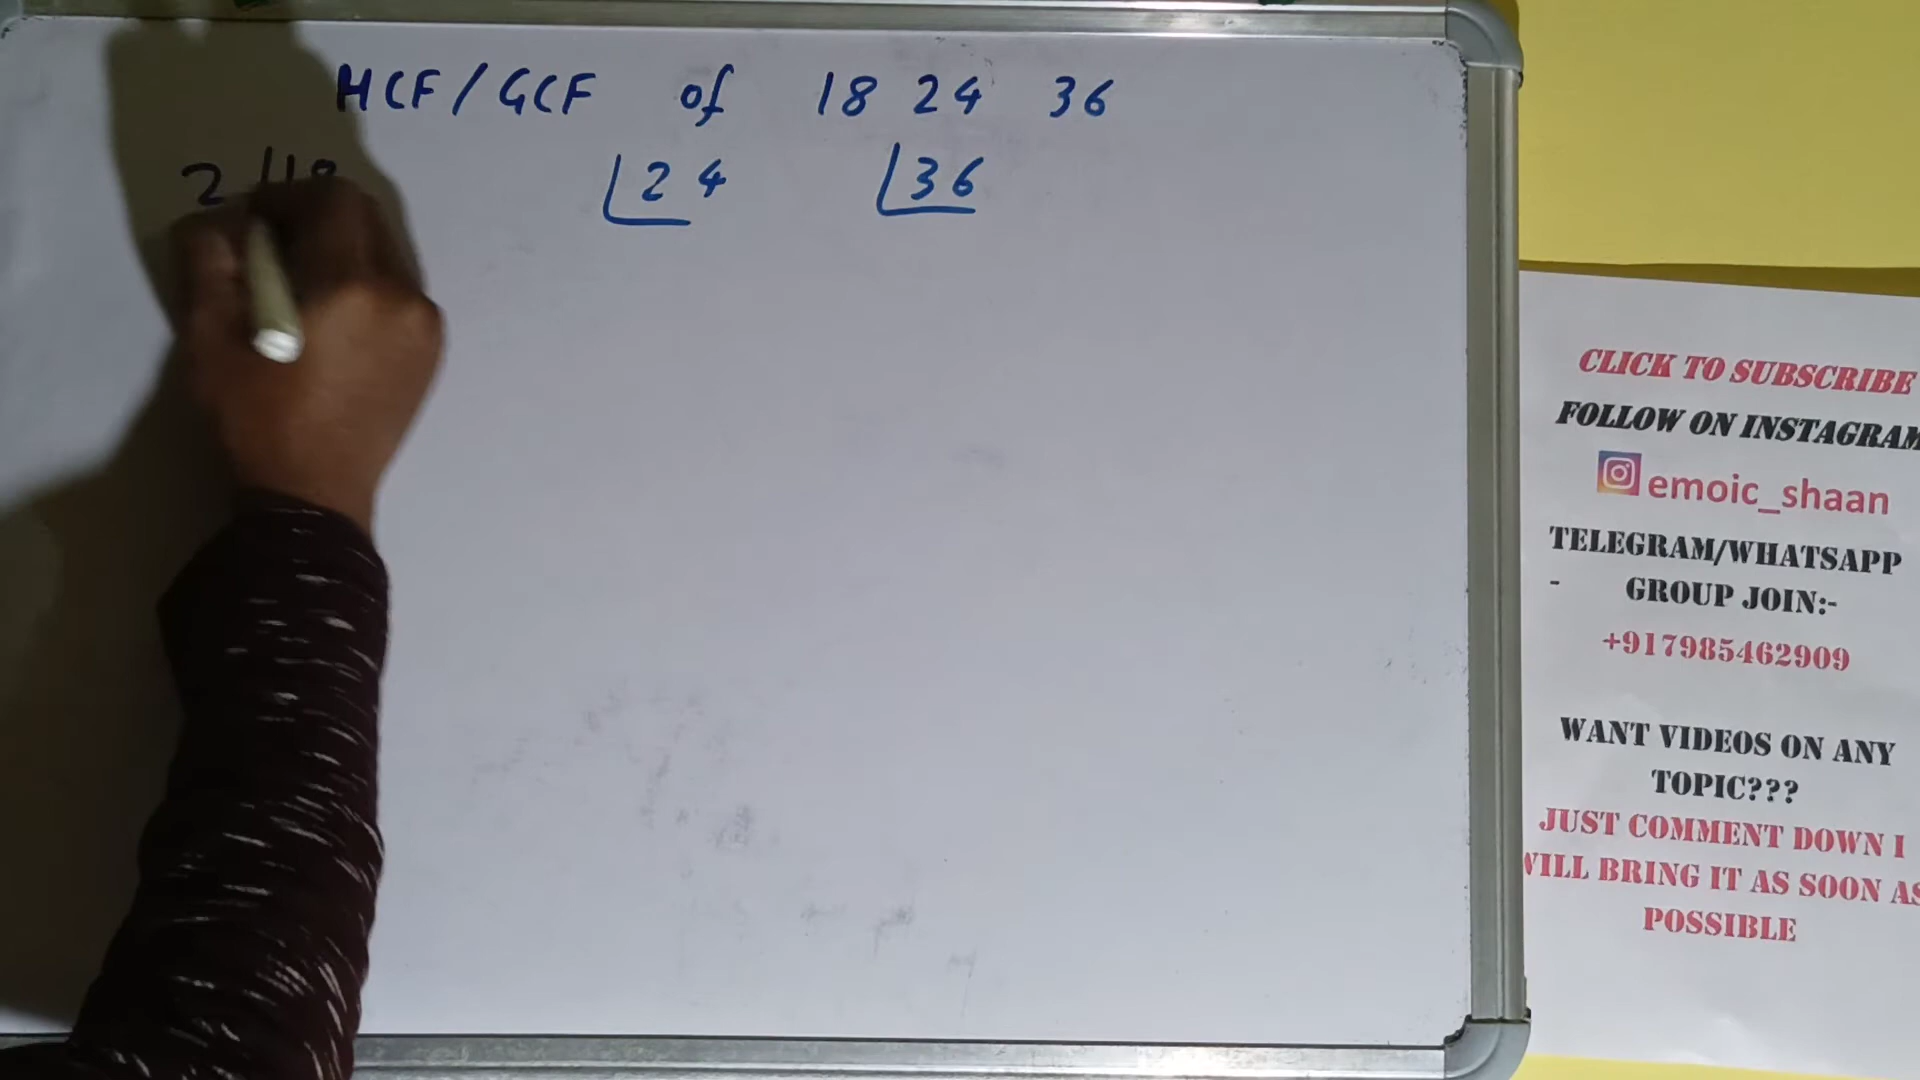 HCF/GCF of 18 24 36
2 18 24 36
CLICK TO SUBSCRIBE
FOLLOW ON INSTAGRAM
emoic_shaan
TELEGRAM/WHATSAPP
- GROUP JOIN:-
+917985462909
WANT VIDEOS ON ANY
TOPIC???
JUST COMMENT DOWN I
WILL BRING IT AS SOON AS
POSSIBLE